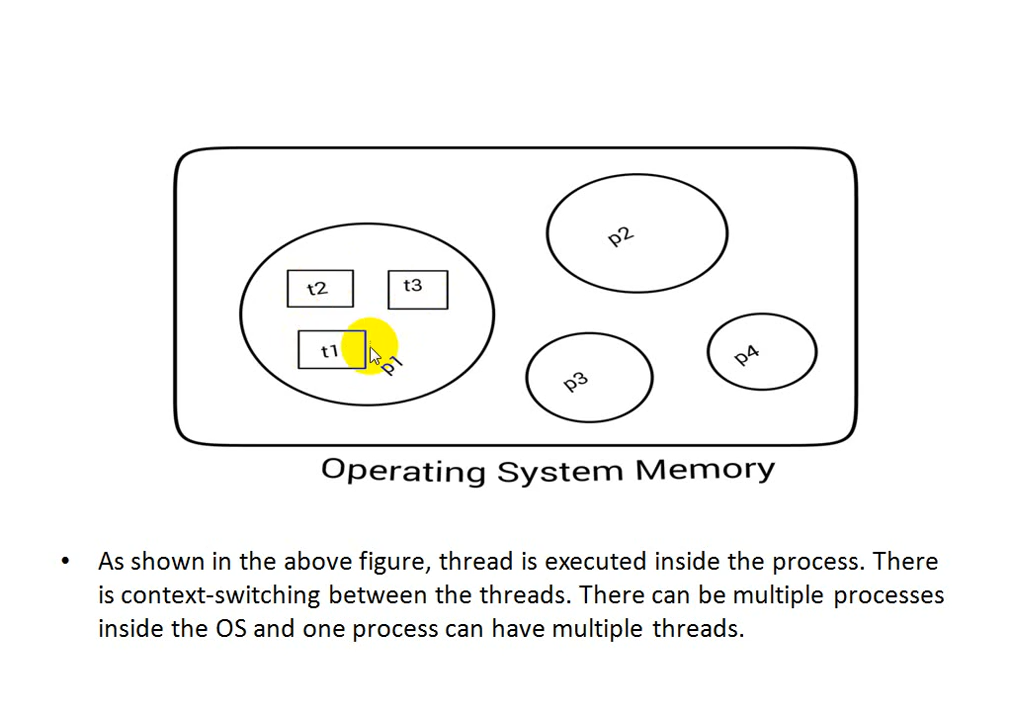 p2
t2 t3
t1 p1
p3 p4
Operating System Memory
• As shown in the above figure, thread is executed inside the process. There
is context-switching between the threads. There can be multiple processes
inside the OS and one process can have multiple threads.